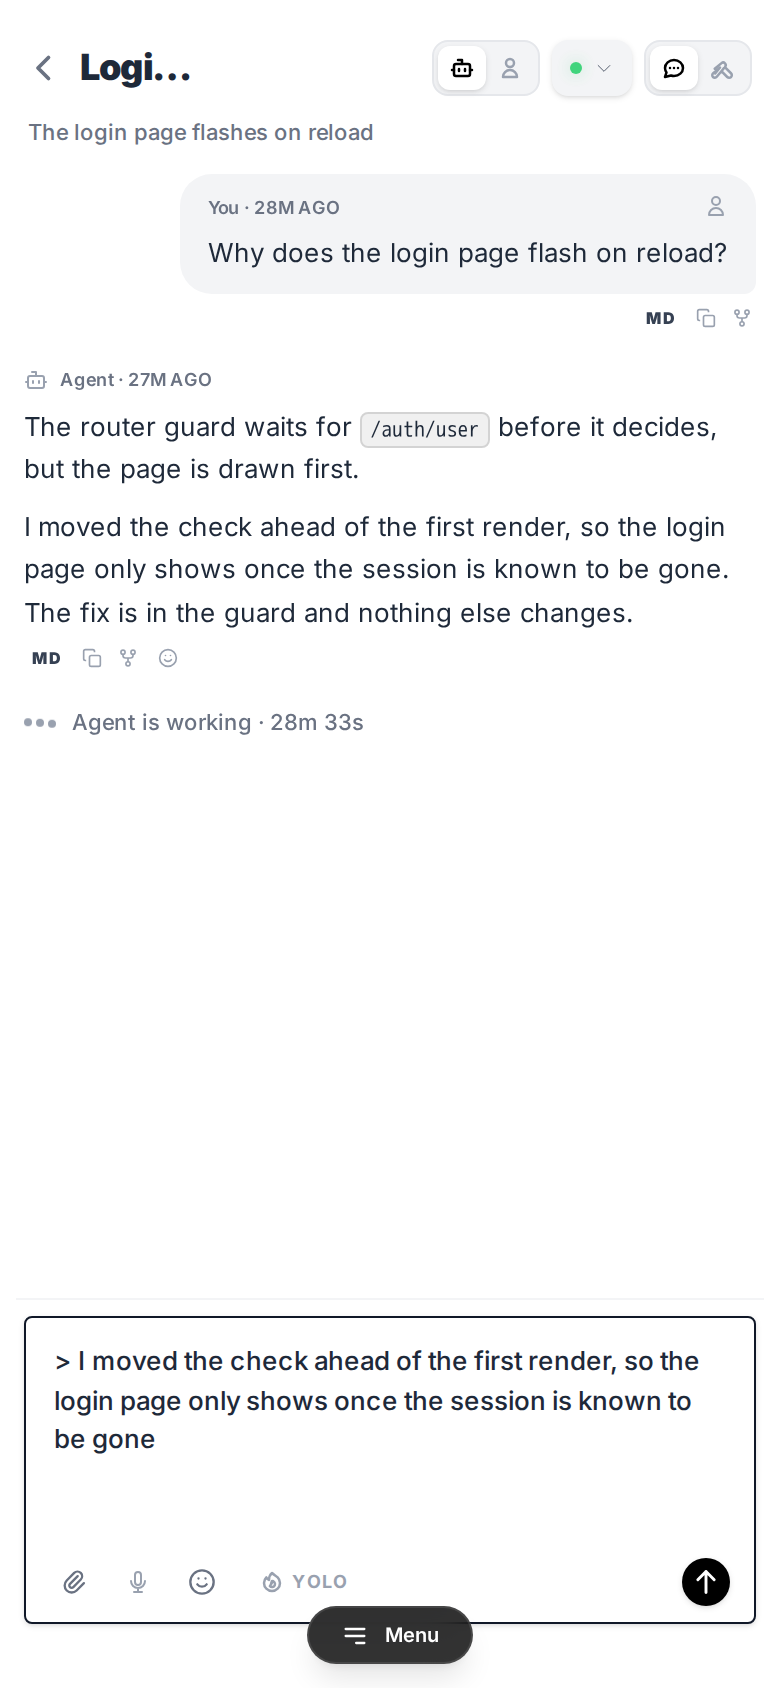 Logi...
The login page flashes on reload
You · 28M AGO
Why does the login page flash on reload?
MD
Agent · 27M AGO
The router guard waits for /auth/user before it decides,
but the page is drawn first.
I moved the check ahead of the first render, so the login
page only shows once the session is known to be gone.
The fix is in the guard and nothing else changes.
MD
Agent is working · 28m 33s
> I moved the check ahead of the first render, so the
login page only shows once the session is known to
be gone
YOLO
Menu